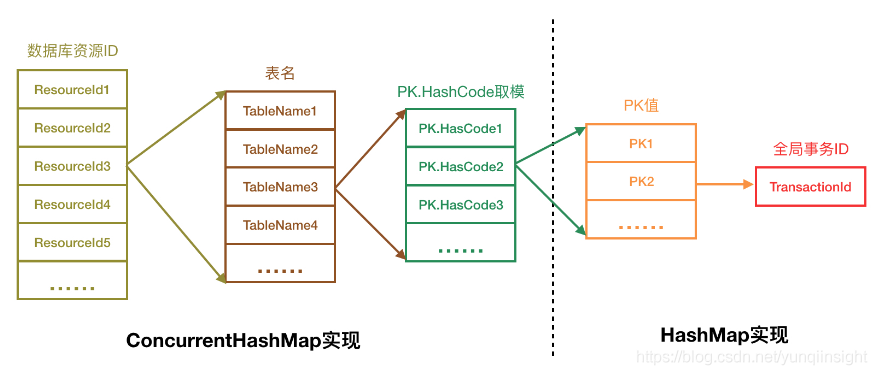 数据库资源ID
ResourceId1
ResourceId2
ResourceId3
ResourceId4
ResourceId5
......
表名
TableName1
TableName2
TableName3
TableName4
......
PK.HashCode取模
PK.HasCode1
PK.HasCode2
PK.HasCode3
......
PK值
PK1
PK2
......
全局事务ID
TransactionId
ConcurrentHashMap实现
HashMap实现
https://blog.csdn.net/yunqiinsight